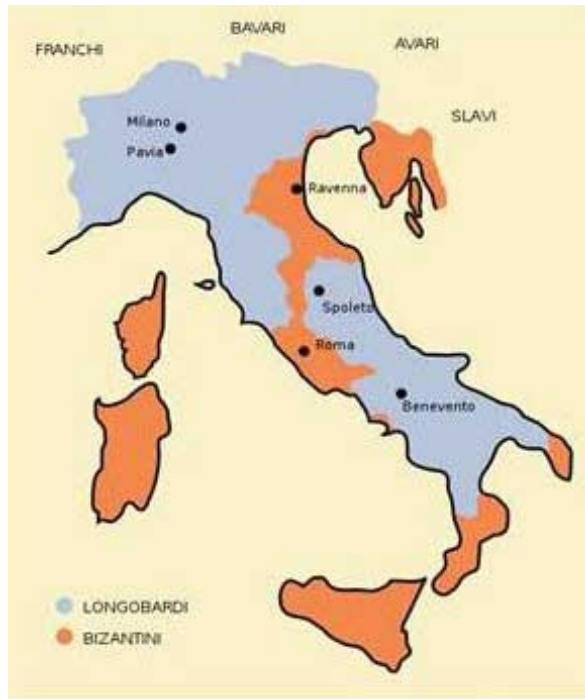 BAVARI
FRANCHI
AVARI
SLAVI
Milano
Pavia
Ravenna
Spoleto
Roma
Benevento
LONGOBARDI
BIZANTINI